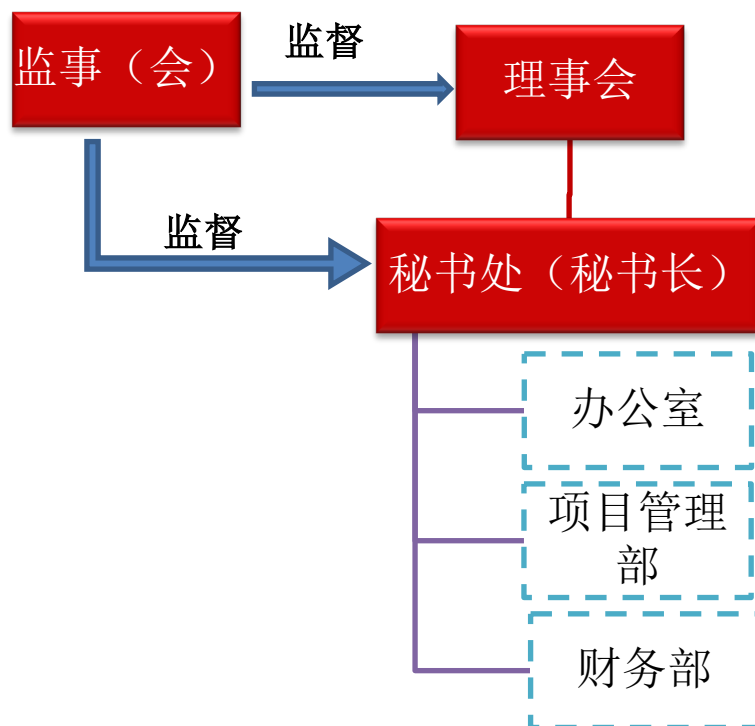 监督
监事（会）
理事会
监督
秘书处（秘书长）
办公室
项目管理
部
财务部